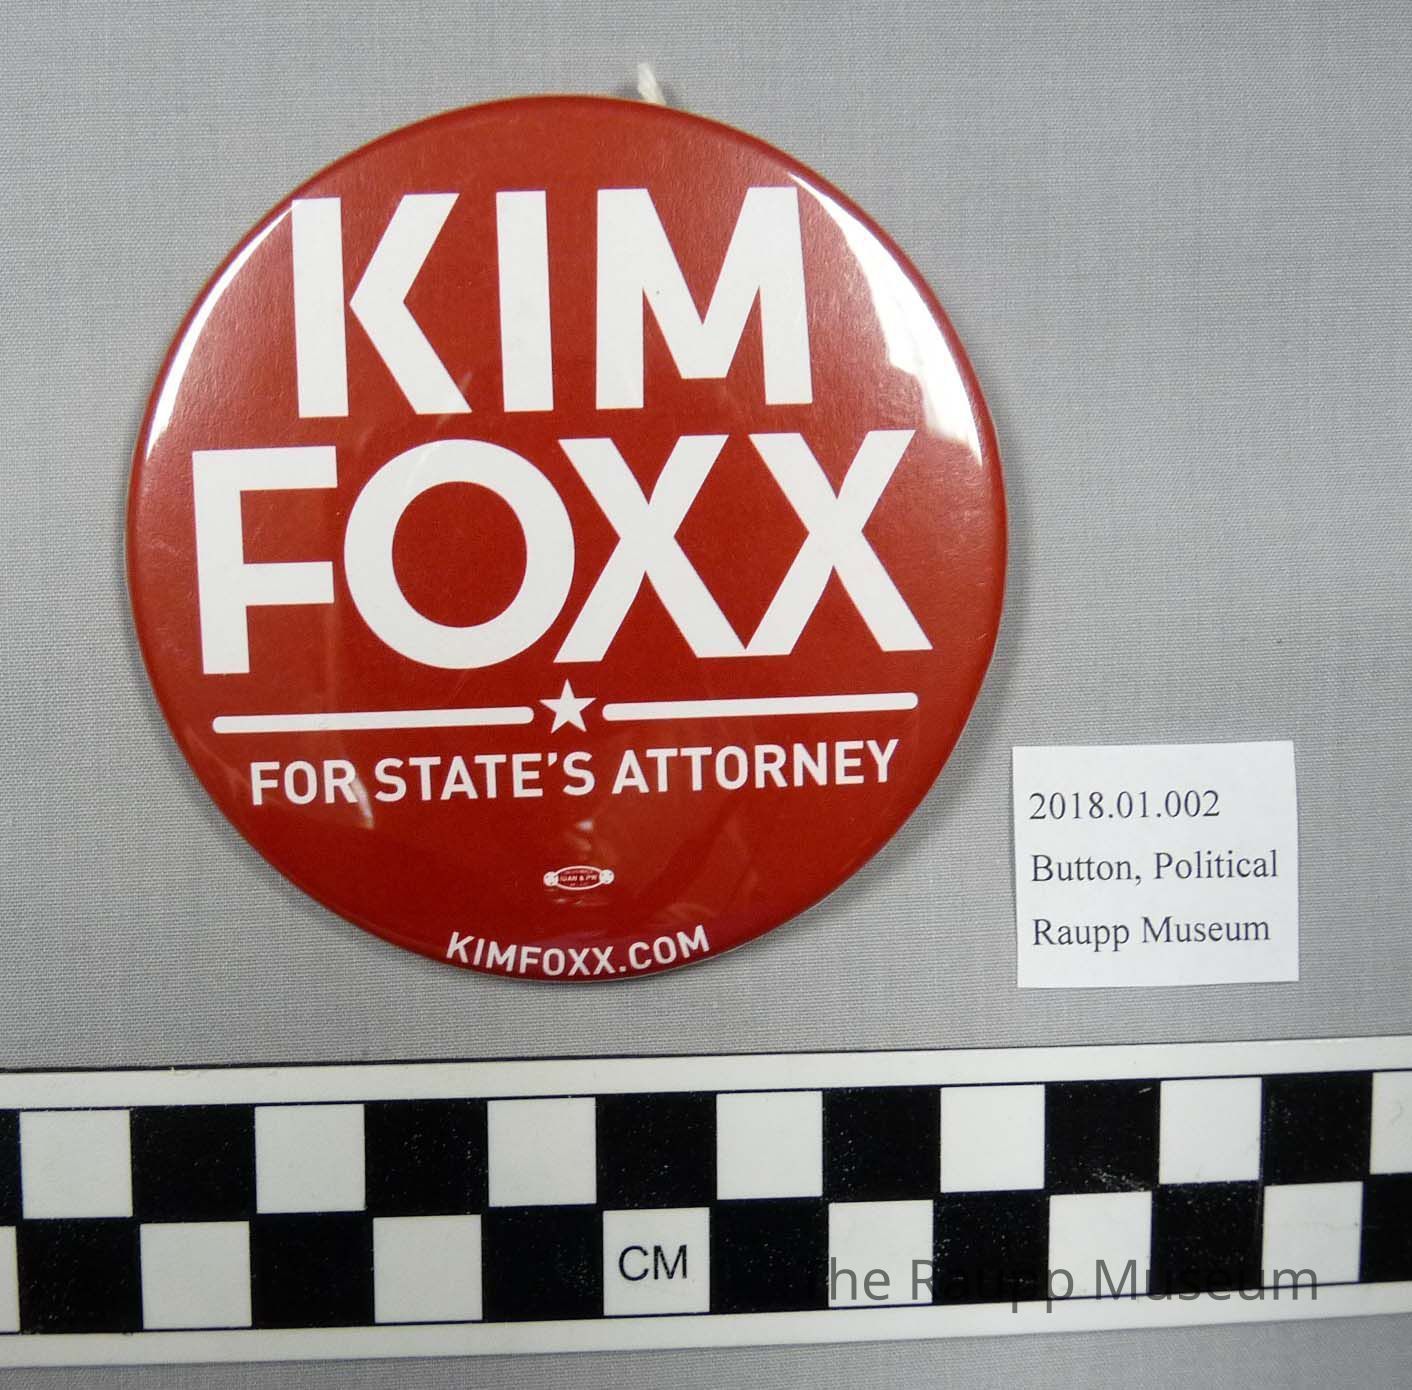 KIM
FOXX
FOR STATE'S ATTORNEY
KIMFOXX.COM
2018.01.002
Button, Political
Raupp Museum
CM
The Raupp Museum